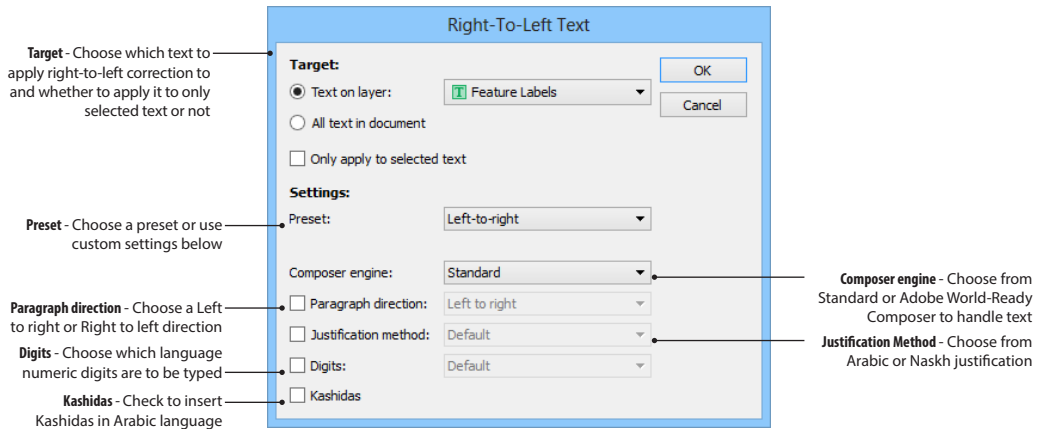 Right-To-Left Text
Target - Choose which text to
apply right-to-left correction to
and whether to apply it to only
selected text or not
Target:
OK
Text on layer:
T Feature Labels
Cancel
All text in document
Only apply to selected text
Settings:
Preset - Choose a preset or use
custom settings below
Preset:
Left-to-right
Composer engine:
Standard
Composer engine - Choose from
Standard or Adobe World-Ready
Composer to handle text
Paragraph direction - Choose a Left
to right or Right to left direction
Paragraph direction:
Left to right
Justification method:
Default
Justification Method - Choose from
Arabic or Naskh justification
Digits - Choose which language
numeric digits are to be typed
Digits:
Default
Kashidas - Check to insert
Kashidas in Arabic language
Kashidas